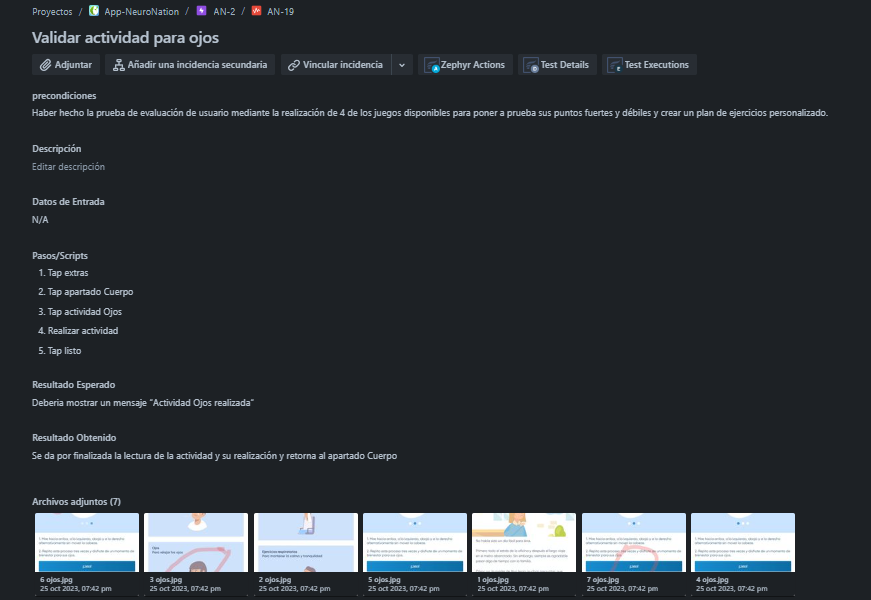 Proyectos / App-NeuroNation / AN-2 / AN-19
Validar actividad para ojos
Adjuntar Añadir una incidencia secundaria Vincular incidencia Zephyr Actions Test Details Test Executions
precondiciones
Haber hecho la prueba de evaluación de usuario mediante la realización de 4 de los juegos disponibles para poner a prueba sus puntos fuertes y débiles y crear un plan de ejercicios personalizado.
Descripción
Editar descripción
Datos de Entrada
N/A
Pasos/Scripts
1. Tap extras
2. Tap apartado Cuerpo
3. Tap actividad Ojos
4. Realizar actividad
5. Tap listo
Resultado Esperado
Deberia mostrar un mensaje "Actividad Ojos realizada"
Resultado Obtenido
Se da por finalizada la lectura de la actividad y su realización y retorna al apartado Cuerpo
Archivos adjuntos (7)
6 ojos.jpg 3 ojos.jpg 2 ojos.jpg 5 ojos.jpg 1 ojos.jpg 7 ojos.jpg 4 ojos.jpg
25 oct 2023, 07:42 pm 25 oct 2023, 07:42 pm 25 oct 2023, 07:42 pm 25 oct 2023, 07:42 pm 25 oct 2023, 07:42 pm 25 oct 2023, 07:42 pm 25 oct 2023, 07:42 pm